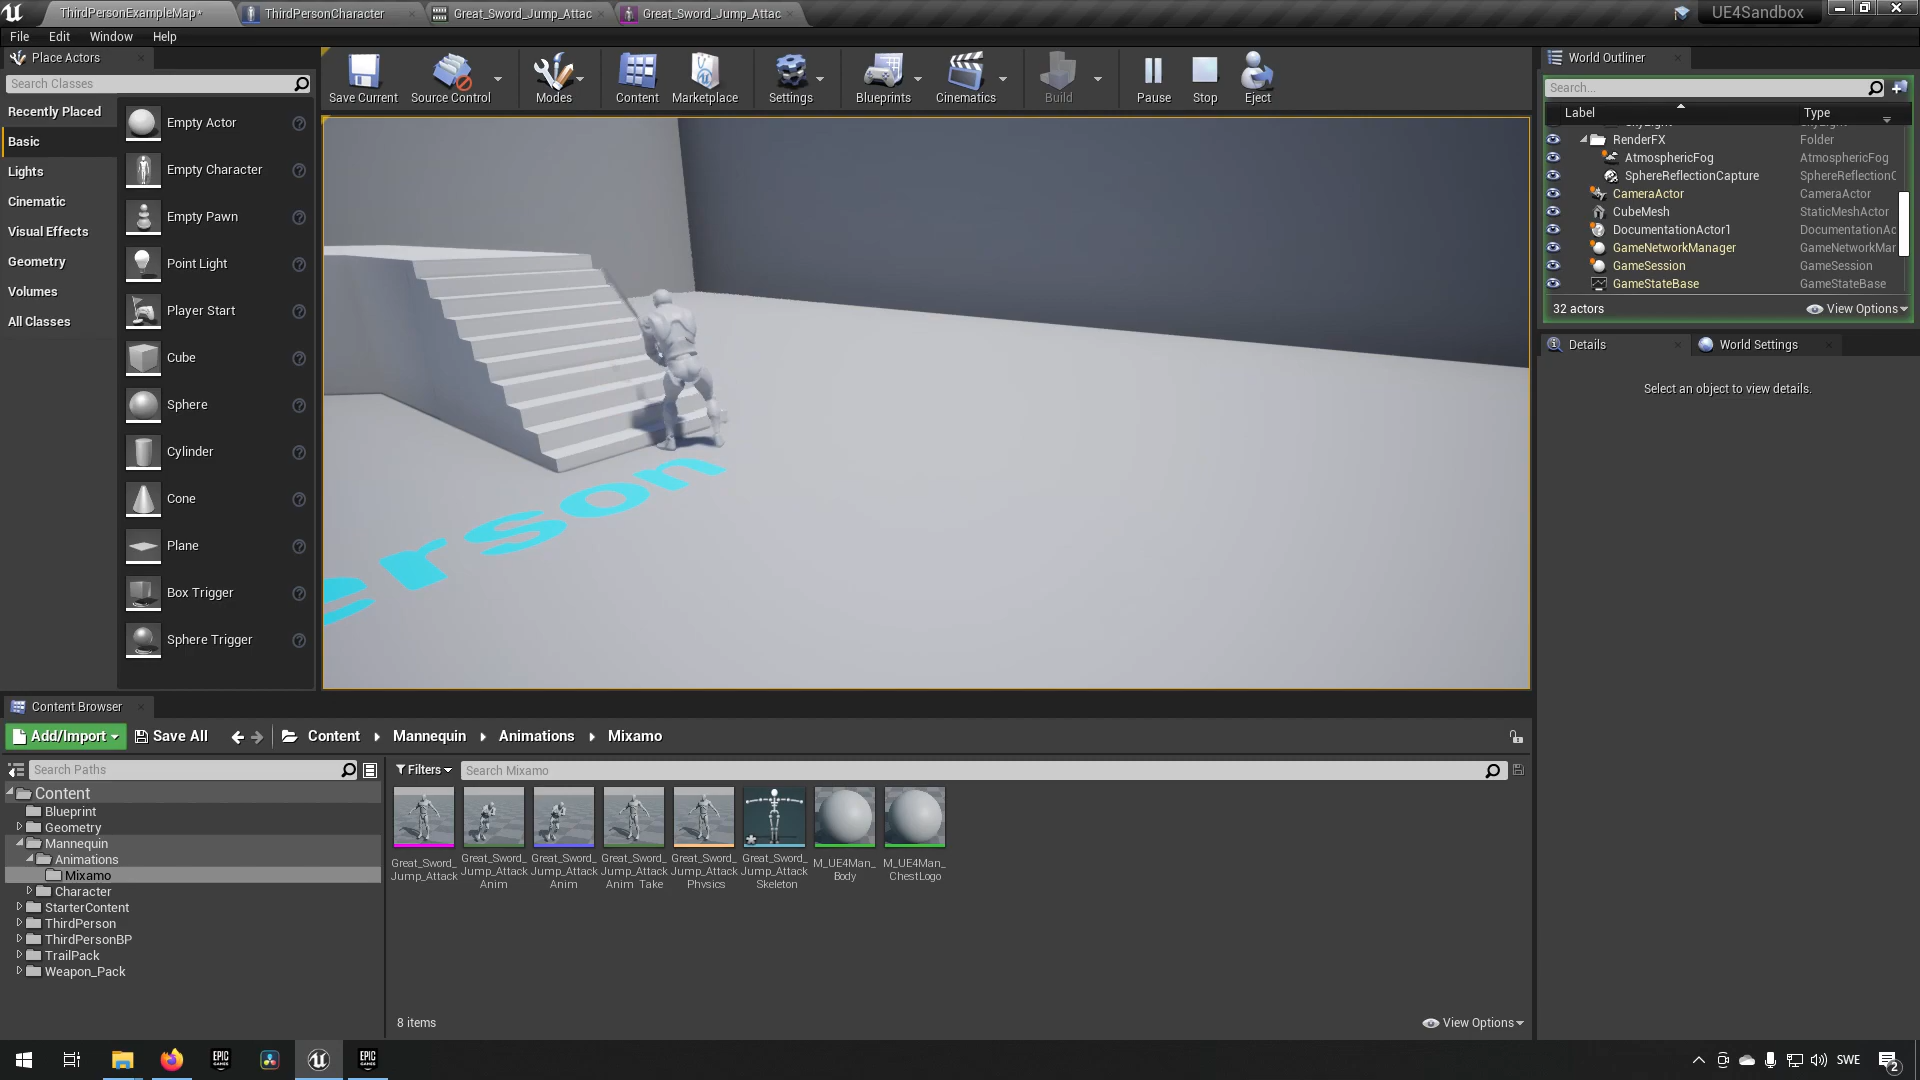 ThirdPersonExampleMap*
ThirdPersonCharacter
Great_Sword_Jump_Attac
Great_Sword_Jump_Attac
UE4Sandbox
File Edit Window Help
Place Actors
Search Classes
Recently Placed
Basic
Lights
Cinematic
Visual Effects
Geometry
Volumes
All Classes
Empty Actor
Empty Character
Empty Pawn
Point Light
Player Start
Cube
Sphere
Cylinder
Cone
Plane
Box Trigger
Sphere Trigger
Save Current
Source Control
Modes
Content
Marketplace
Settings
Blueprints
Cinematics
Build
Pause
Stop
Eject
erson
World Outliner
Search...
Label Type
RenderFX Folder
AtmosphericFog AtmosphericFog
SphereReflectionCapture SphereReflectionC
CameraActor CameraActor
CubeMesh StaticMeshActor
DocumentationActor1 DocumentationAc
GameNetworkManager GameNetworkMar
GameSession GameSession
GameStateBase GameStateBase
32 actors
View Options
Details
World Settings
Select an object to view details.
Content Browser
Add/Import
Save All
Content Mannequin Animations Mixamo
Search Paths
Filters
Search Mixamo
Content
Blueprint
Geometry
Mannequin
Animations
Mixamo
Character
StarterContent
ThirdPerson
ThirdPersonBP
TrailPack
Weapon_Pack
Great_Sword_
Jump_Attack
Great_Sword_
Jump_Attack
Anim
Great_Sword_
Jump_Attack
Anim
Great_Sword_
Jump_Attack
Anim_Take
Great_Sword_
Jump_Attack
Physics
Great_Sword_
Jump_Attack
Skeleton
M_UE4Man_
Body
M_UE4Man_
ChestLogo
8 items
View Options
EPIC
GAMES
EPIC
GAMES
SWE
2